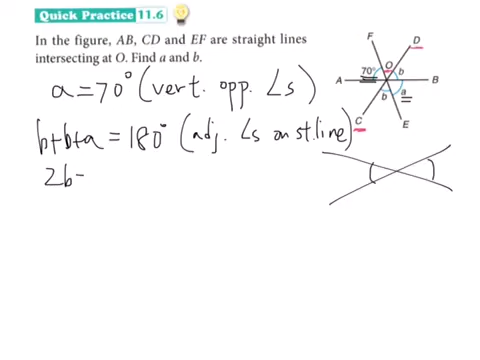 Quick Practice 11.6
In the figure, AB, CD and EF are straight lines
intersecting at O. Find a and b.
a = 70° (vert. opp. ∠s)
b+b+a = 180° (adj. ∠s on st. line)
2b -
F
D
O
70°
b
A
B
b
a
C
E